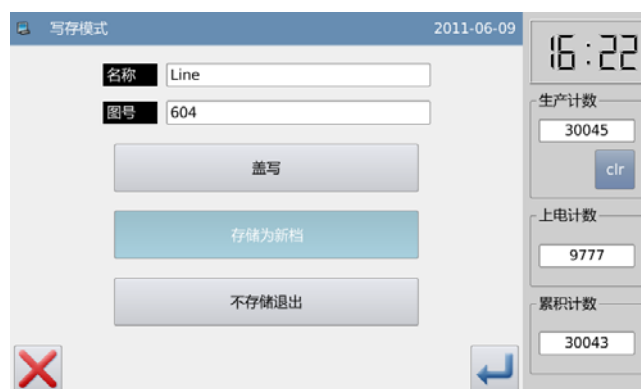 写存模式 2011-06-09
名称 Line
图号 604
盖写
存储为新档
不存储退出
16:22
生产计数
30045
clr
上电计数
9777
累积计数
30043